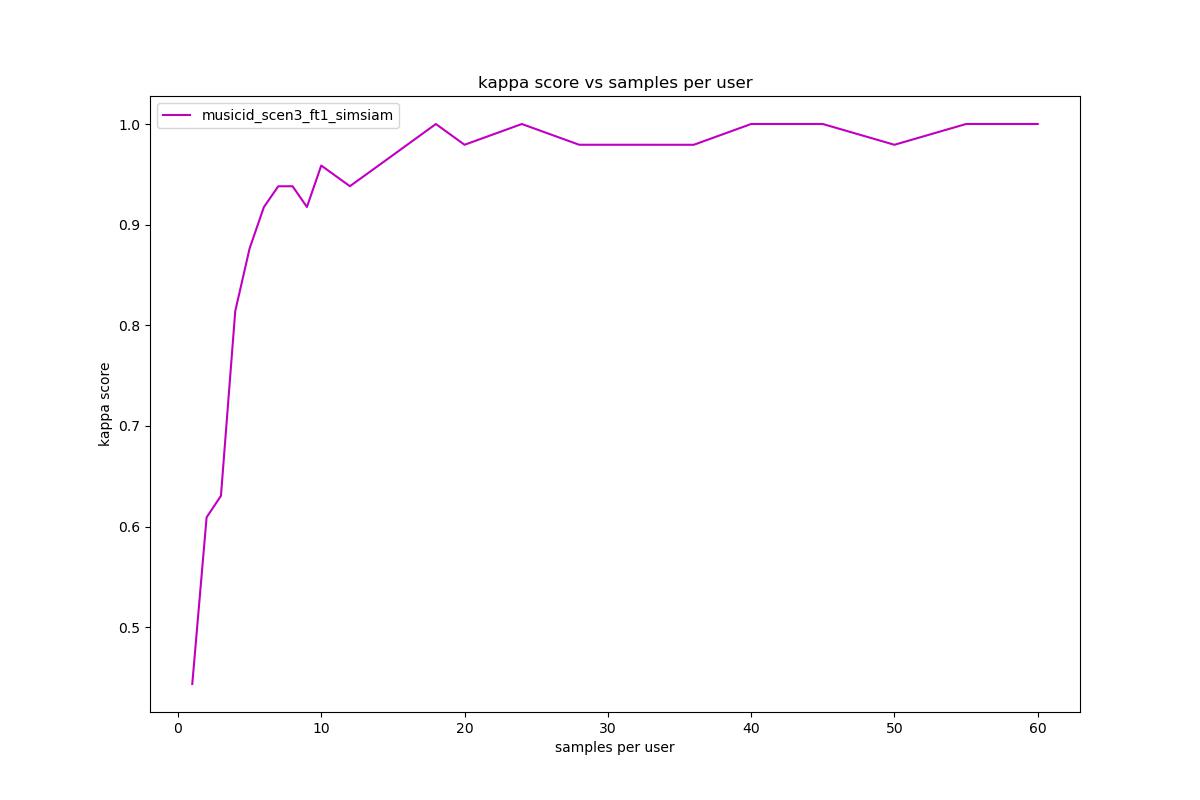 kappa score vs samples per user
musicid_scen3_ft1_simsiam
1.0
0.9
0.8
0.7
0.6
0.5
kappa score
0 10 20 30 40 50 60
samples per user